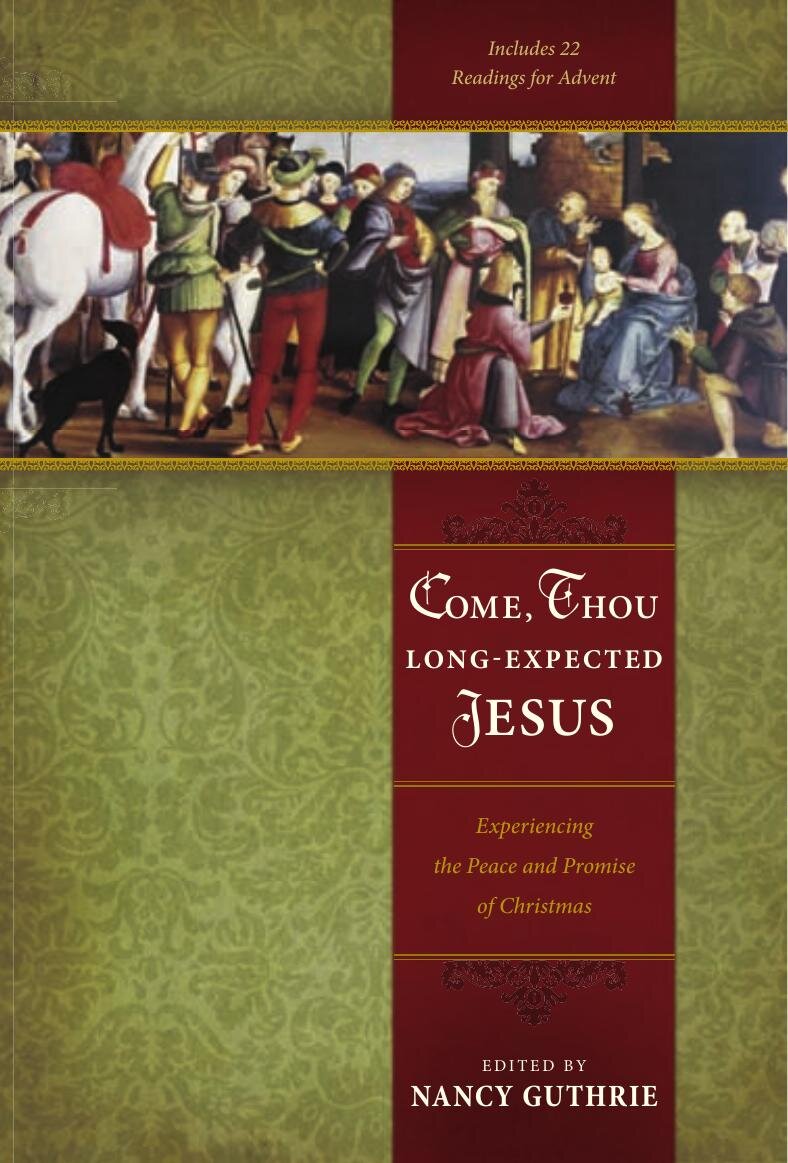 Includes 22
Readings for Advent
Come, Thou
long-expected
Jesus
Experiencing
the Peace and Promise
of Christmas
EDITED BY
NANCY GUTHRIE